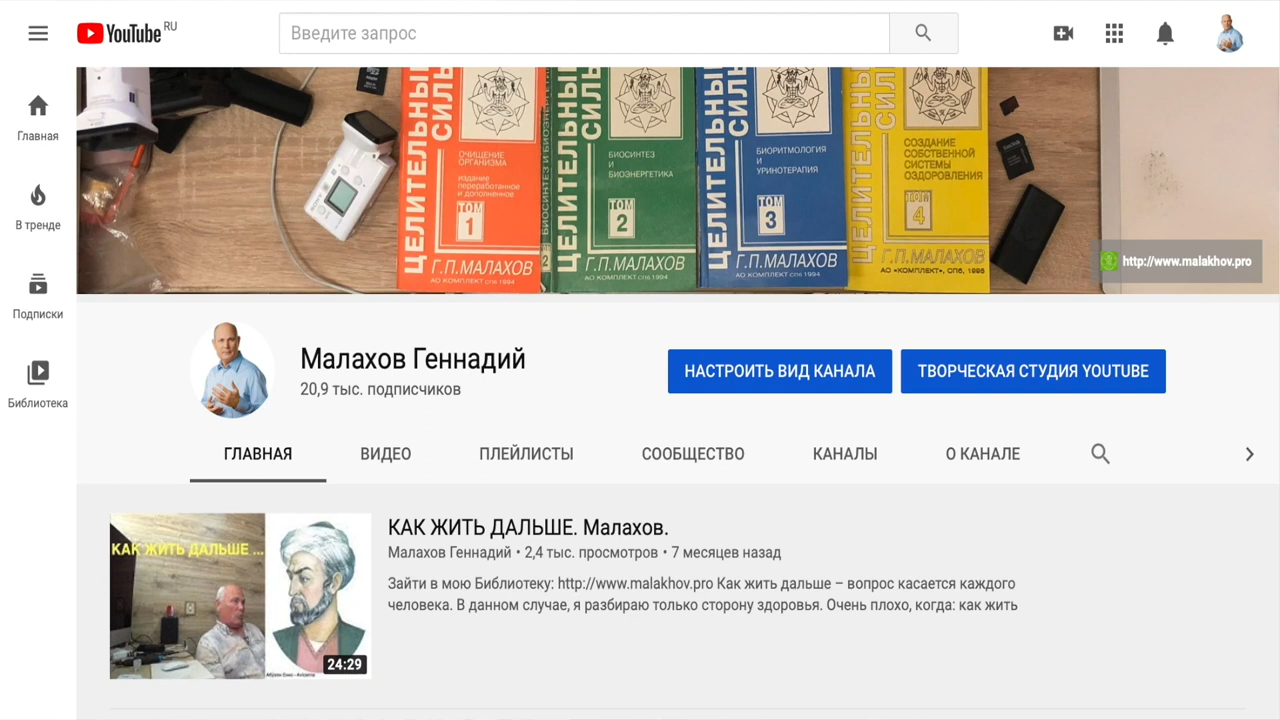 YouTube RU
Введите запрос
Главная
В тренде
Подписки
Библиотека
ЦЕЛИТЕЛЬНЫЕ
СИЛЫ
ОЧИЩЕНИЕ
ОРГАНИЗМА
издание
переработанное
и дополненное
ТОМ
1
Г.П.МАЛАХОВ
АО КОМПЛЕКТ СПб 1994
БИОСИНТЕЗ И БИОЭНЕРГЕТИКА
2
ЦЕЛИТЕЛЬНЫЕ
СИЛЫ
БИОСИНТЕЗ
И
БИОЭНЕРГЕТИКА
ТОМ
2
Г.П.МАЛАХОВ
АО КОМПЛЕКТ СПб 1994
ЦЕЛИТЕЛЬНЫЕ
СИЛЫ
БИОРИТМОЛОГИЯ
И
УРИНОТЕРАПИЯ
ТОМ
3
Г.П.МАЛАХОВ
АО КОМПЛЕКТ СПб 1994
ЦЕЛИТЕЛЬНЫЕ
СИЛЫ
СОЗДАНИЕ
СОБСТВЕННОЙ
СИСТЕМЫ
ОЗДОРОВЛЕНИЯ
ТОМ
4
Г.П.МАЛАХОВ
АО «КОМПЛЕКТ», СПб, 1995
http://www.malakhov.pro
Малахов Геннадий
20,9 тыс. подписчиков
НАСТРОИТЬ ВИД КАНАЛА
ТВОРЧЕСКАЯ СТУДИЯ YOUTUBE
ГЛАВНАЯ ВИДЕО ПЛЕЙЛИСТЫ СООБЩЕСТВО КАНАЛЫ О КАНАЛЕ
КАК ЖИТЬ ДАЛЬШЕ ...
24:29
КАК ЖИТЬ ДАЛЬШЕ. Малахов.
Малахов Геннадий • 2,4 тыс. просмотров • 7 месяцев назад
Зайти в мою Библиотеку: http://www.malakhov.pro Как жить дальше – вопрос касается каждого
человека. В данном случае, я разбираю только сторону здоровья. Очень плохо, когда: как жить